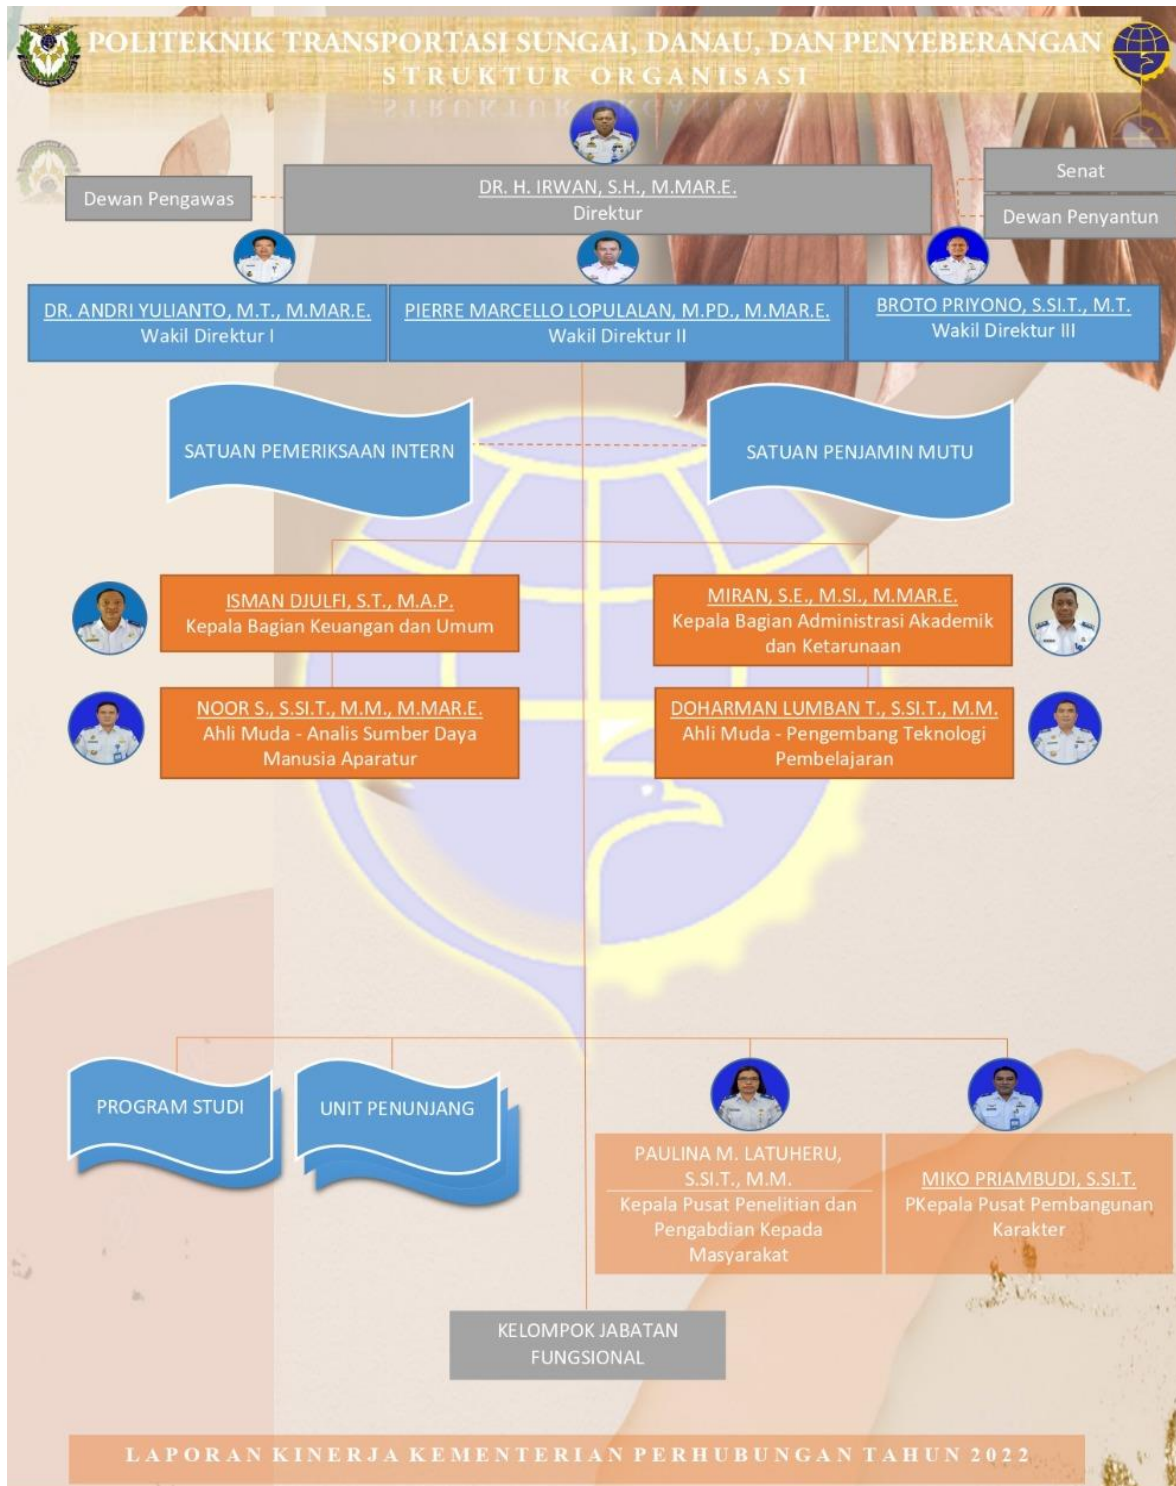 POLITEKNIK TRANSPORTASI SUNGAI, DANAU, DAN PENYEBERANGAN
STRUKTUR ORGANISASI
Dewan Pengawas
DR. H. IRWAN, S.H., M.MAR.E.
Direktur
Senat
Dewan Penyantun
DR. ANDRI YULIANTO, M.T., M.MAR.E.
Wakil Direktur I
PIERRE MARCELLO LOPULALAN, M.PD., M.MAR.E.
Wakil Direktur II
BROTO PRIYONO, S.SI.T., M.T.
Wakil Direktur III
SATUAN PEMERIKSAAN INTERN
SATUAN PENJAMIN MUTU
ISMAN DJULFI, S.T., M.A.P.
Kepala Bagian Keuangan dan Umum
MIRAN, S.E., M.SI., M.MAR.E.
Kepala Bagian Administrasi Akademik
dan Ketarunaan
NOOR S., S.SI.T., M.M., M.MAR.E.
Ahli Muda - Analis Sumber Daya
Manusia Aparatur
DOHARMAN LUMBAN T., S.SI.T., M.M.
Ahli Muda - Pengembang Teknologi
Pembelajaran
PROGRAM STUDI
UNIT PENUNJANG
PAULINA M. LATUHERU,
S.SI.T., M.M.
Kepala Pusat Penelitian dan
Pengabdian Kepada
Masyarakat
MIKO PRIAMBUDI, S.SI.T.
PKepala Pusat Pembangunan
Karakter
KELOMPOK JABATAN
FUNGSIONAL
LAPORAN KINERJA KEMENTERIAN PERHUBUNGAN TAHUN 2022